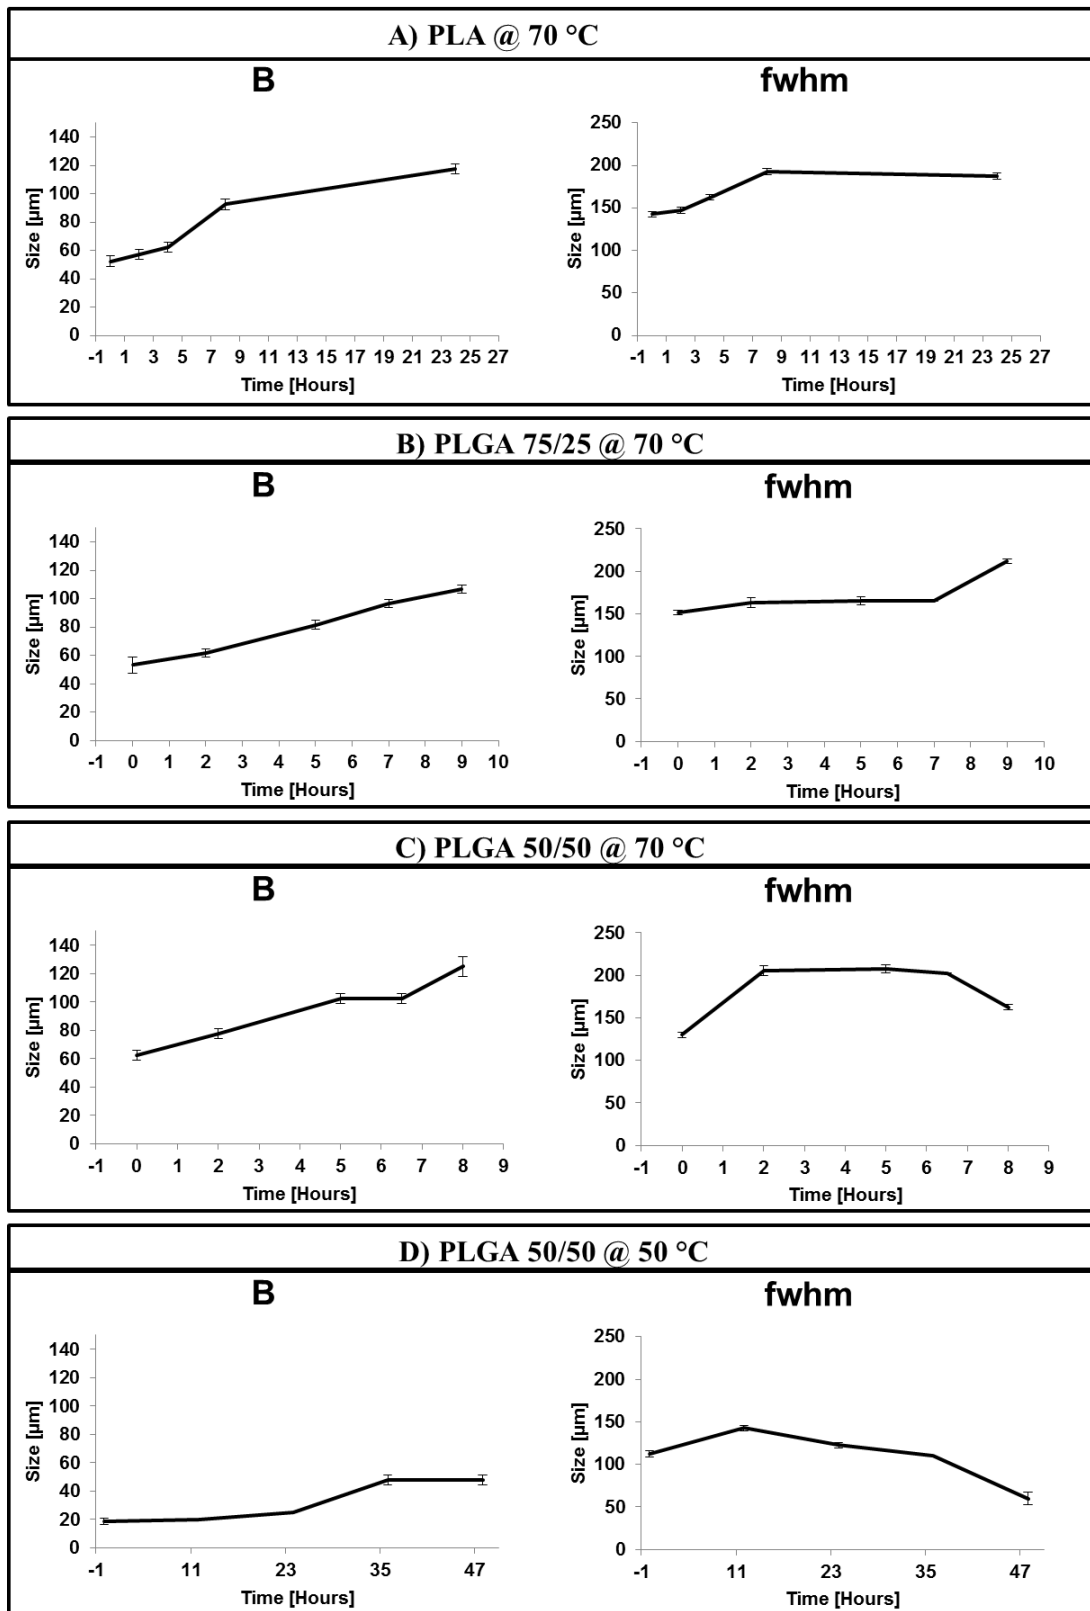 A) PLA @ 70 °C
B
fwhm
Size [µm]
140
120
100
80
60
40
20
0
-1 1 3 5 7 9 11 13 15 17 19 21 23 25 27
Time [Hours]
Size [µm]
250
200
150
100
50
0
-1 1 3 5 7 9 11 13 15 17 19 21 23 25 27
Time [Hours]
B) PLGA 75/25 @ 70 °C
B
fwhm
Size [µm]
140
120
100
80
60
40
20
0
-1 0 1 2 3 4 5 6 7 8 9 10
Time [Hours]
Size [µm]
250
200
150
100
50
0
-1 0 1 2 3 4 5 6 7 8 9 10
Time [Hours]
C) PLGA 50/50 @ 70 °C
B
fwhm
Size [µm]
140
120
100
80
60
40
20
0
-1 0 1 2 3 4 5 6 7 8 9
Time [Hours]
Size [µm]
250
200
150
100
50
0
-1 0 1 2 3 4 5 6 7 8 9
Time [Hours]
D) PLGA 50/50 @ 50 °C
B
fwhm
Size [µm]
140
120
100
80
60
40
20
0
-1 11 23 35 47
Time [Hours]
Size [µm]
250
200
150
100
50
0
-1 11 23 35 47
Time [Hours]